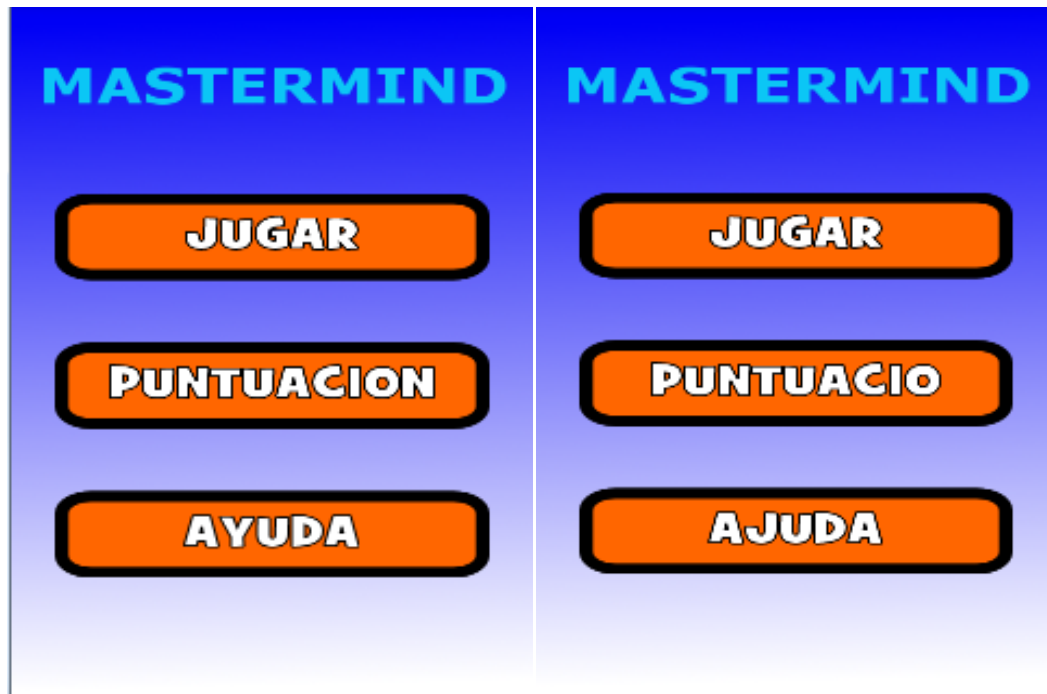 MASTERMIND
JUGAR
PUNTUACION
AYUDA
MASTERMIND
JUGAR
PUNTUACIO
AJUDA